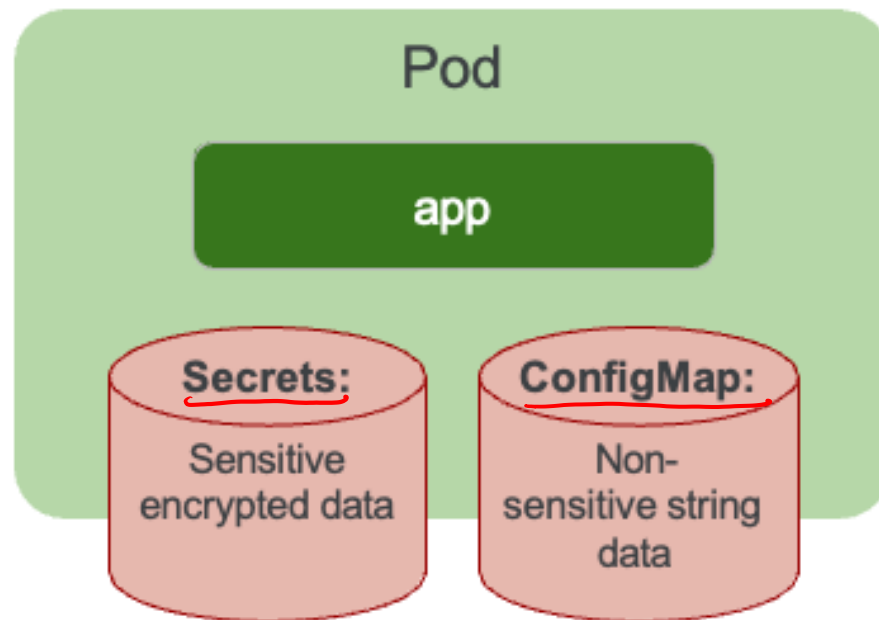 Pod
app
Secrets:
Sensitive
encrypted data
ConfigMap:
Non-
sensitive string
data